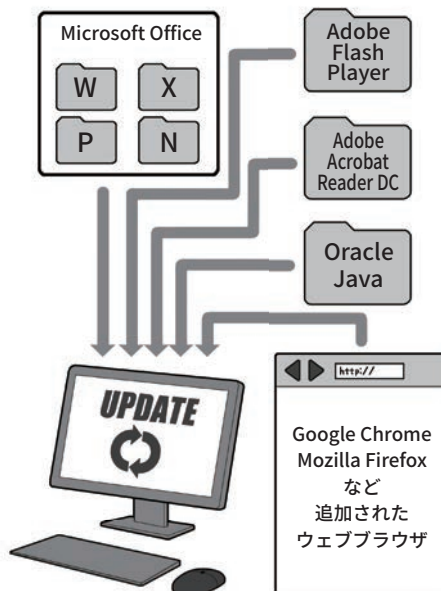 Microsoft Office
W
X
P
N
Adobe
Flash
Player
Adobe
Acrobat
Reader DC
Oracle
Java
UPDATE
http://
Google Chrome
Mozilla Firefox
など
追加された
ウェブブラウザ